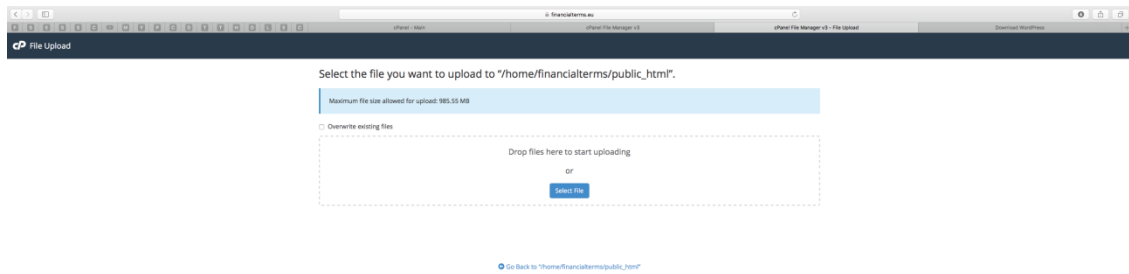 financialterms.eu
cPanel - Main
cPanel File Manager v3
cPanel File Manager v3 - File Upload
Download WordPress
cP File Upload
Select the file you want to upload to "/home/financialterms/public_html".
Maximum file size allowed for upload: 985.55 MB
Overwrite existing files
Drop files here to start uploading
or
Select File
Go Back to "/home/financialterms/public_html"